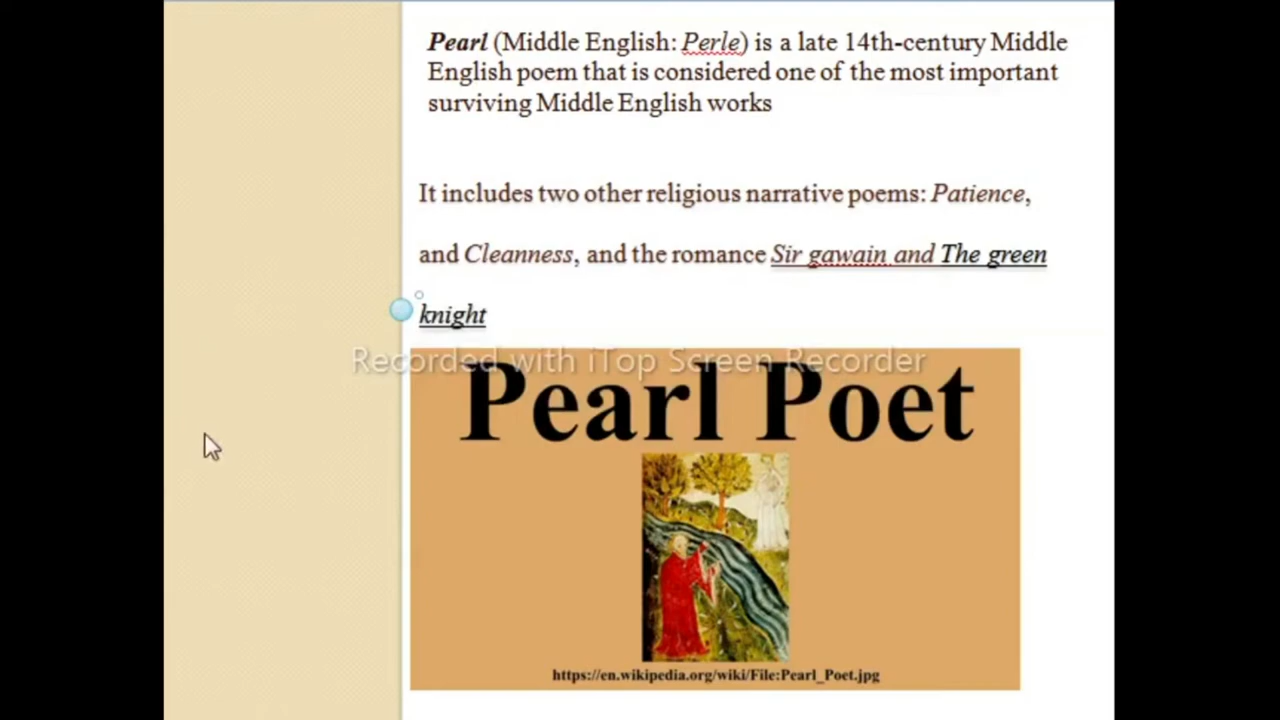 Pearl (Middle English: Perle) is a late 14th-century Middle
English poem that is considered one of the most important
surviving Middle English works
It includes two other religious narrative poems: Patience,
and Cleanness, and the romance Sir gawain and The green
knight
Recorded with iTop Screen Recorder
Pearl Poet
https://en.wikipedia.org/wiki/File:Pearl_Poet.jpg